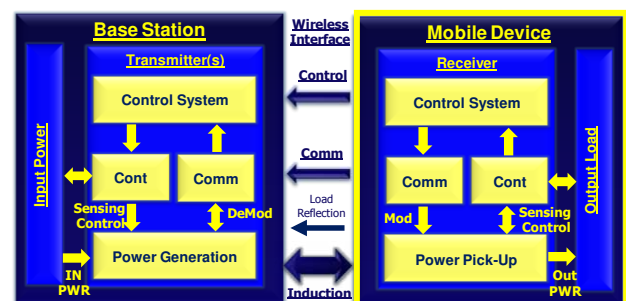 Base Station
Transmitter(s)
Input Power
Control System
Cont
Comm
Sensing
Control
DeMod
Power Generation
IN
PWR
Wireless
Interface
Control
Comm
Load
Reflection
Induction
Mobile Device
Receiver
Control System
Comm
Cont
Mod
Sensing
Control
Power Pick-Up
Out
PWR
Output Load